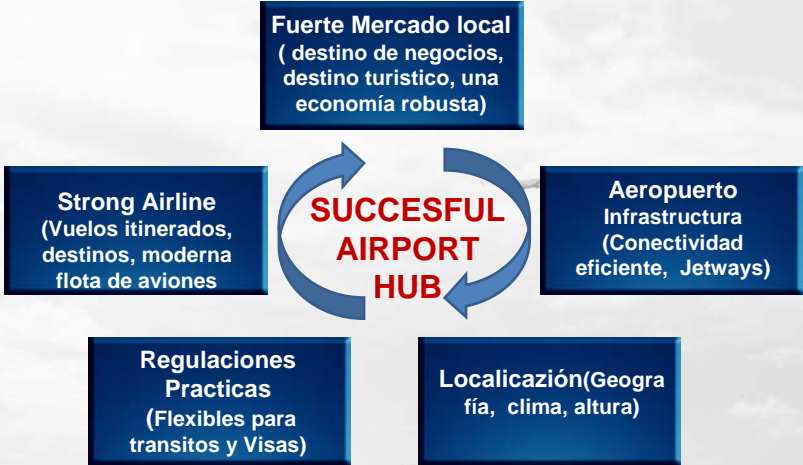 Fuerte Mercado local
( destino de negocios,
destino turistico, una
economía robusta)
Strong Airline
(Vuelos itinerados,
destinos, moderna
flota de aviones
SUCCESFUL
AIRPORT
HUB
Aeropuerto
Infrastructura
(Conectividad
eficiente, Jetways)
Regulaciones
Practicas
(Flexibles para
transitos y Visas)
Localicazión(Geogra
fía, clima, altura)